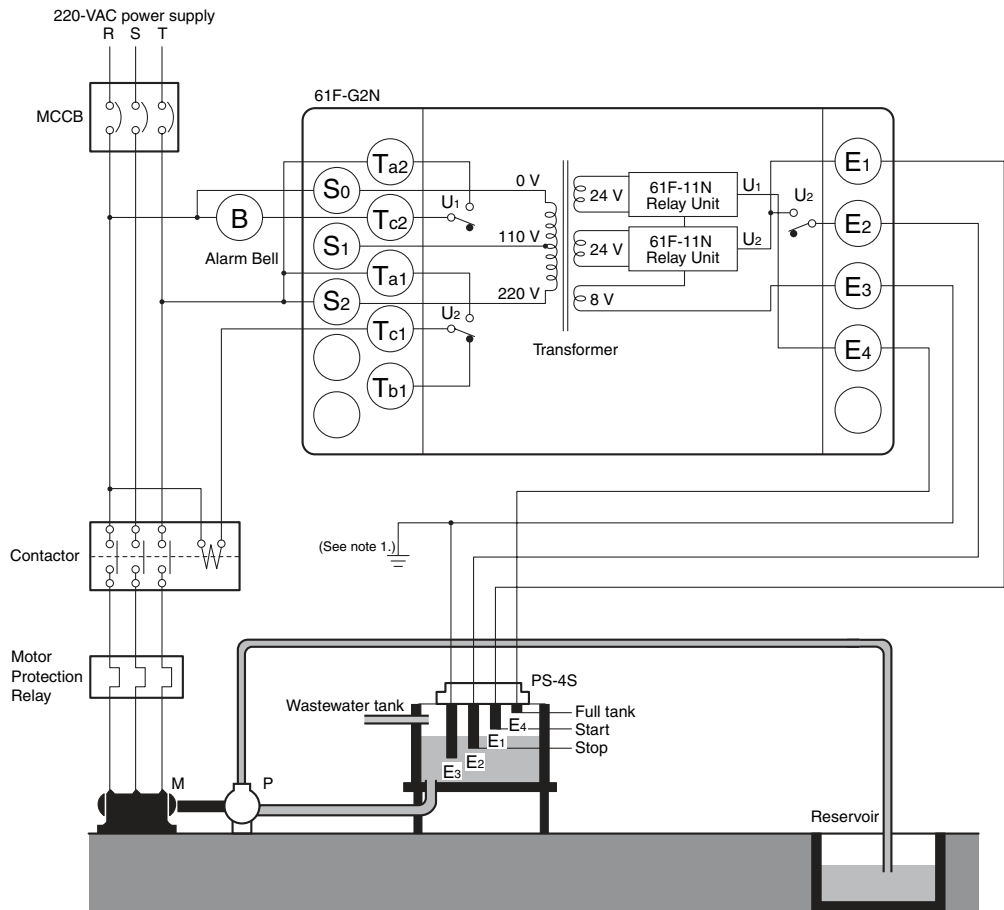 220-VAC power supply
R S T
MCCB
61F-G2N
Ta2
S0
B
Alarm Bell
Tc2
S1
Ta1
S2
Tc1
Tb1
U1
U2
0 V
110 V
220 V
24 V
24 V
8 V
Transformer
61F-11N
Relay Unit
U1
61F-11N
Relay Unit
U2
U2
E1
E2
E3
E4
Contactor
(See note 1.)
Motor
Protection
Relay
PS-4S
Wastewater tank
Full tank
Start
Stop
E4
E1
E2
E3
M
P
Reservoir